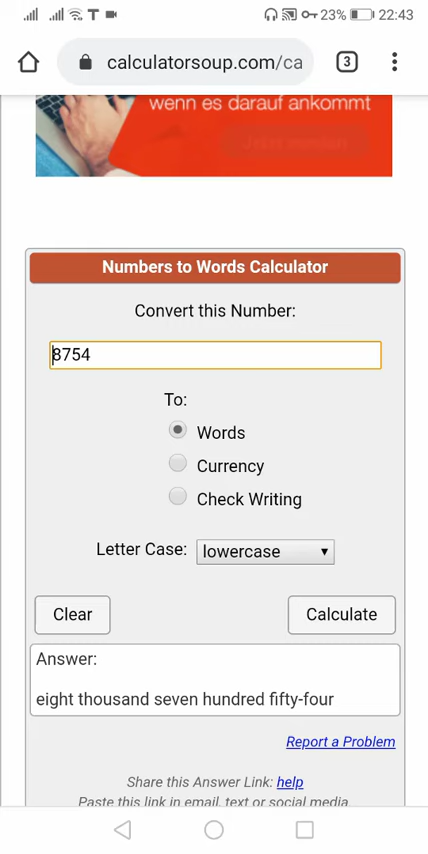 23% 22:43
calculatorsoup.com/ca
3
wenn es darauf ankommt
Numbers to Words Calculator
Convert this Number:
8754
To:
Words
Currency
Check Writing
Letter Case: lowercase
Clear Calculate
Answer:
eight thousand seven hundred fifty-four
Report a Problem
Share this Answer Link: help
Paste this link in email, text or social media.